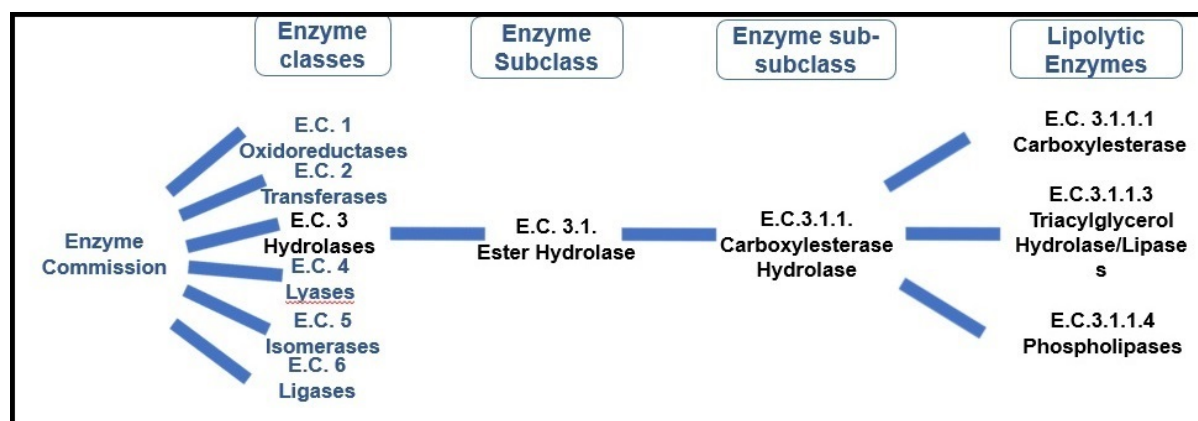 Enzyme
classes
Enzyme
Subclass
Enzyme sub-
subclass
Lipolytic
Enzymes
Enzyme
Commission
E.C. 1
Oxidoreductases
E.C. 2
Transferases
E.C. 3
Hydrolases
E.C. 4
Lyases
E.C. 5
Isomerases
E.C. 6
Ligases
E.C. 3.1.
Ester Hydrolase
E.C.3.1.1.
Carboxylesterase
Hydrolase
E.C. 3.1.1.1
Carboxylesterase
E.C.3.1.1.3
Triacylglycerol
Hydrolase/Lipase
s
E.C.3.1.1.4
Phospholipases